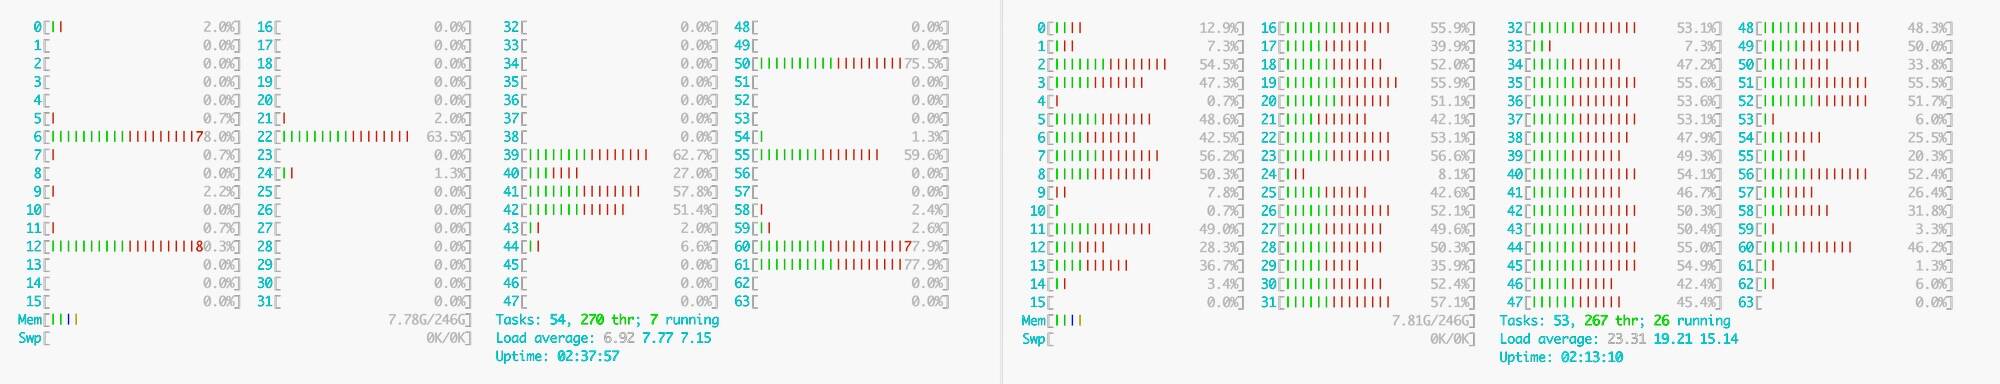 0[|| 2.0%] 16[ 0.0%] 32[ 0.0%] 48[ 0.0%]
1[ 0.0%] 17[ 0.0%] 33[ 0.0%] 49[ 0.0%]
2[ 0.0%] 18[ 0.0%] 34[ 0.0%] 50[|||||||||||||||||||75.5%]
3[ 0.0%] 19[ 0.0%] 35[ 0.0%] 51[ 0.0%]
4[ 0.0%] 20[ 0.0%] 36[ 0.0%] 52[ 0.0%]
5[| 0.7%] 21[| 2.0%] 37[ 0.0%] 53[ 0.0%]
6[|||||||||||||||||||78.0%] 22[|||||||||||||||| 63.5%] 38[ 0.0%] 54[| 1.3%]
7[| 0.7%] 23[ 0.0%] 39[|||||||||||||||| 62.7%] 55[|||||||||||||||| 59.6%]
8[ 0.0%] 24[|| 1.3%] 40[||||||| 27.0%] 56[ 0.0%]
9[| 2.2%] 25[ 0.0%] 41[||||||||||||||| 57.8%] 57[ 0.0%]
10[ 0.0%] 26[ 0.0%] 42[||||||||||||| 51.4%] 58[| 2.4%]
11[| 0.7%] 27[ 0.0%] 43[|| 2.0%] 59[|| 2.6%]
12[|||||||||||||||||||80.3%] 28[ 0.0%] 44[|| 6.6%] 60[||||||||||||||||||||77.9%]
13[ 0.0%] 29[ 0.0%] 45[ 0.0%] 61[|||||||||||||||||||77.9%]
14[ 0.0%] 30[ 0.0%] 46[ 0.0%] 62[ 0.0%]
15[ 0.0%] 31[ 0.0%] 47[ 0.0%] 63[ 0.0%]
Mem[|||| 7.78G/246G] Tasks: 54, 270 thr; 7 running
Swp[ 0K/0K] Load average: 6.92 7.77 7.15
Uptime: 02:37:57
0[|||| 12.9%] 16[|||||||||||||| 55.9%] 32[|||||||||||||| 53.1%] 48[||||||||||||| 48.3%]
1[||| 7.3%] 17[||||||||||| 39.9%] 33[||| 7.3%] 49[||||||||||||| 50.0%]
2[||||||||||||||| 54.5%] 18[||||||||||||| 52.0%] 34[|||||||||||| 47.2%] 50[||||||||| 33.8%]
3[|||||||||||| 47.3%] 19[||||||||||||||| 55.9%] 35[|||||||||||||| 55.6%] 51[|||||||||||||| 55.5%]
4[| 0.7%] 20[|||||||||||||| 51.1%] 36[||||||||||||| 53.6%] 52[|||||||||||||| 51.7%]
5[||||||||||||| 48.6%] 21[||||||||||| 42.1%] 37[|||||||||||||| 53.1%] 53[|| 6.0%]
6[||||||||||| 42.5%] 22[|||||||||||||| 53.1%] 38[||||||||||||| 47.9%] 54[|||||||| 25.5%]
7[|||||||||||||| 56.2%] 23[|||||||||||||| 56.6%] 39[|||||||||||| 49.3%] 55[|||||| 20.3%]
8[||||||||||||| 50.3%] 24[||| 8.1%] 40[|||||||||||||| 54.1%] 56[|||||||||||||| 52.4%]
9[|| 7.8%] 25[||||||||||| 42.6%] 41[|||||||||||| 46.7%] 57[||||||| 26.4%]
10[| 0.7%] 26[|||||||||||||| 52.1%] 42[|||||||||||||| 50.3%] 58[||||||||| 31.8%]
11[||||||||||||| 49.0%] 27[||||||||||||| 49.6%] 43[||||||||||||| 50.4%] 59[|| 3.3%]
12[||||||| 28.3%] 28[||||||||||||| 50.3%] 44[|||||||||||||| 55.0%] 60[|||||||||||| 46.2%]
13[|||||||||| 36.7%] 29[|||||||||| 35.9%] 45[|||||||||||||| 54.9%] 61[|| 1.3%]
14[|| 3.4%] 30[||||||||||||| 52.4%] 46[||||||||||| 42.4%] 62[|| 6.0%]
15[ 0.0%] 31[|||||||||||||| 57.1%] 47[|||||||||||| 45.4%] 63[ 0.0%]
Mem[|||| 7.81G/246G] Tasks: 53, 267 thr; 26 running
Swp[ 0K/0K] Load average: 23.31 19.21 15.14
Uptime: 02:13:10